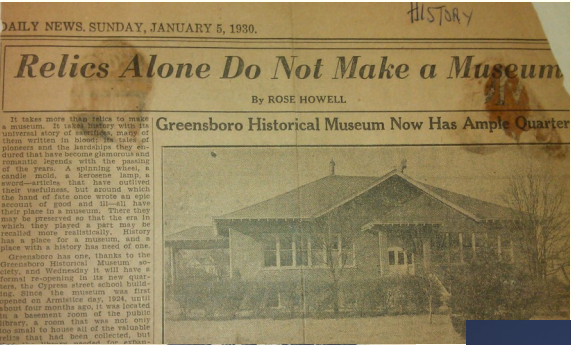 DAILY NEWS. SUNDAY, JANUARY 5, 1930.
HISTORY
Relics Alone Do Not Make a Museum
By ROSE HOWELL
Greensboro Historical Museum Now Has Ample Quarter
It takes more than relics to make
a museum. It takes history with its
universal story of sacrifices, many of
them written in blood; its tales of
pioneers and the hardships they en-
dured that have become glamorous and
romantic legends with the passing
of the years. A spinning wheel, a
candle mold, a kerosene lamp, a
sword—articles that have outlived
their usefulness, but around which
the hand of fate once wrote an epic
account of good and ill—all have
their place in a museum. There they
may be preserved so that the era in
which they played a part may be
recalled more realistically. History
has a place for a museum, and a
place with a history has need of one.
Greensboro has one, thanks to the
Greensboro Historical Museum so-
ciety, and Wednesday it will have a
formal re-opening in its new quar-
ters, the Cypress street school build-
ing. Since the museum was first
opened on Armistice day, 1924, until
about four months ago, it was located
in a basement room of the public
library, a room that was not only
too small to house all of the valuable
relics that had been collected, but